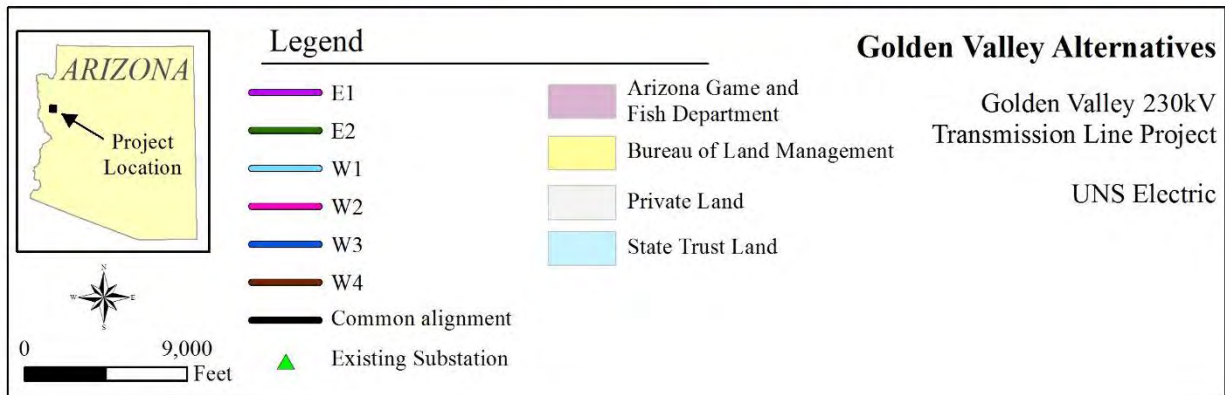 ARIZONA
Project
Location
N
W
E
S
0 9,000
Feet
Legend
E1
E2
W1
W2
W3
W4
Common alignment
Existing Substation
Arizona Game and
Fish Department
Bureau of Land Management
Private Land
State Trust Land
Golden Valley Alternatives
Golden Valley 230kV
Transmission Line Project
UNS Electric